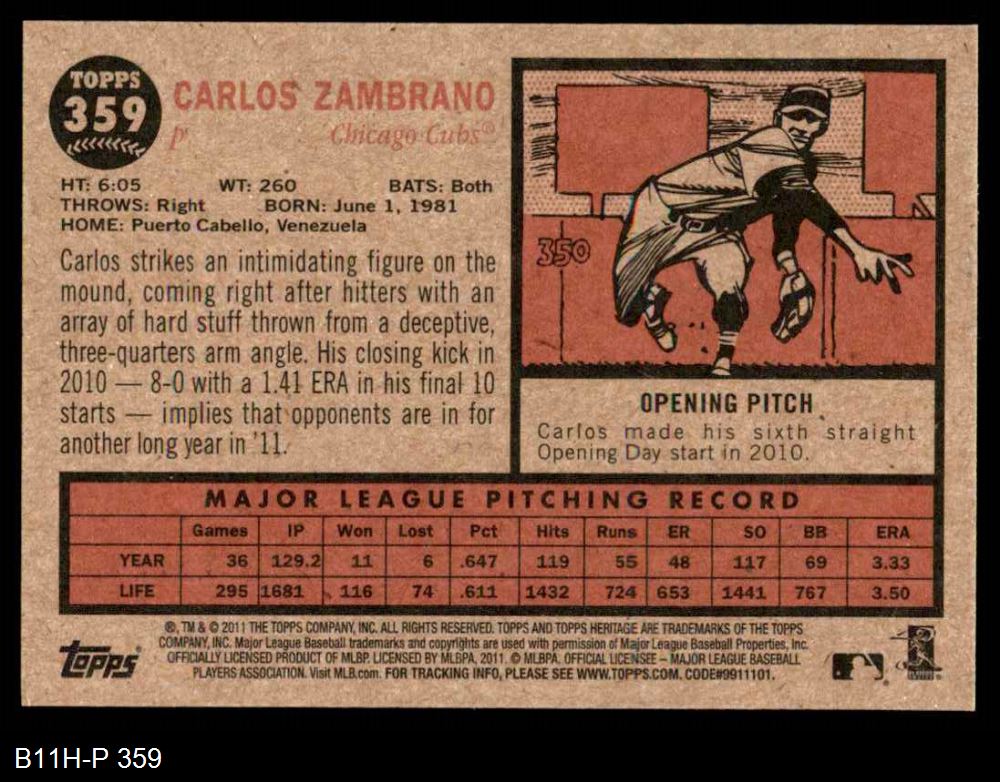 TOPPS
359
CARLOS ZAMBRANO
p
Chicago Cubs®
HT: 6:05 WT: 260 BATS: Both
THROWS: Right BORN: June 1, 1981
HOME: Puerto Cabello, Venezuela
Carlos strikes an intimidating figure on the
mound, coming right after hitters with an
array of hard stuff thrown from a deceptive,
three-quarters arm angle. His closing kick in
2010 — 8-0 with a 1.41 ERA in his final 10
starts — implies that opponents are in for
another long year in '11.
350
OPENING PITCH
Carlos made his sixth straight
Opening Day start in 2010.
MAJOR LEAGUE PITCHING RECORD
Games IP Won Lost Pct Hits Runs ER SO BB ERA
YEAR 36 129.2 11 6 .647 119 55 48 117 69 3.33
LIFE 295 1681 116 74 .611 1432 724 653 1441 767 3.50
®, TM & © 2011 THE TOPPS COMPANY, INC. ALL RIGHTS RESERVED. TOPPS AND TOPPS HERITAGE ARE TRADEMARKS OF THE TOPPS
COMPANY, INC. Major League Baseball trademarks and copyrights are used with permission of Major League Baseball Properties, Inc.
OFFICIALLY LICENSED PRODUCT OF MLBP. LICENSED BY MLBPA, 2011. © MLBPA. OFFICIAL LICENSEE – MAJOR LEAGUE BASEBALL
PLAYERS ASSOCIATION. Visit MLB.com. FOR TRACKING INFO, PLEASE SEE WWW.TOPPS.COM. CODE#9911101.
topps
B11H-P 359